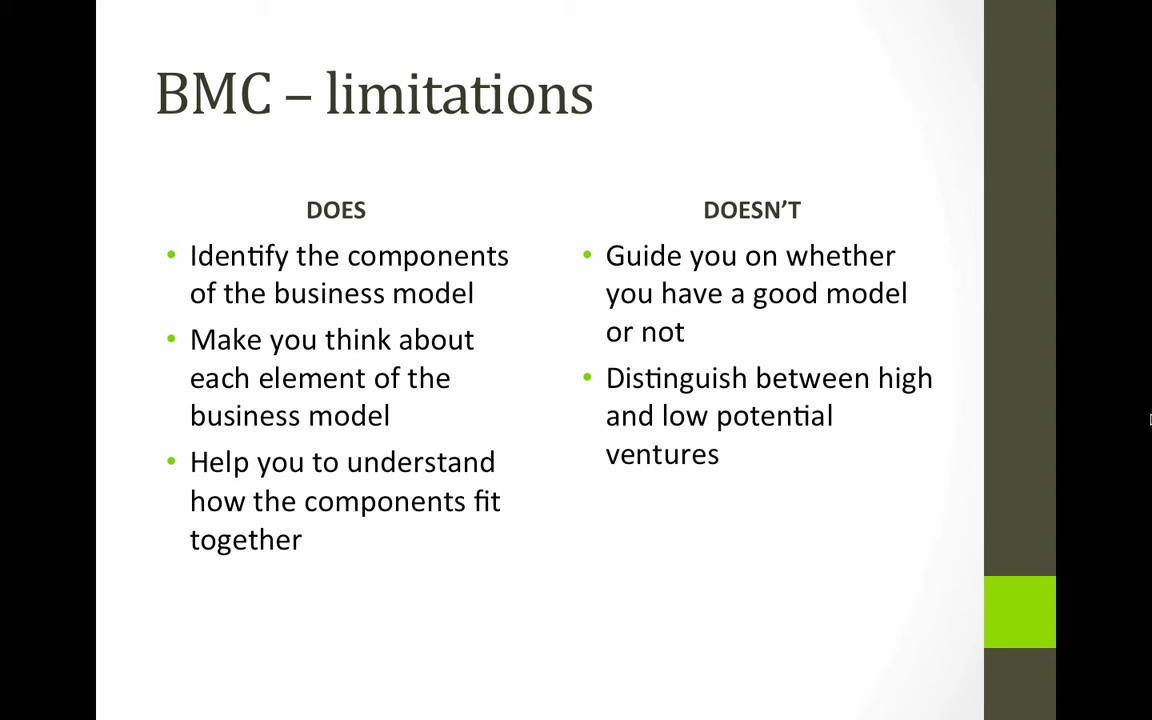 BMC – limitations
DOES
• Identify the components
of the business model
• Make you think about
each element of the
business model
• Help you to understand
how the components fit
together
DOESN’T
• Guide you on whether
you have a good model
or not
• Distinguish between high
and low potential
ventures